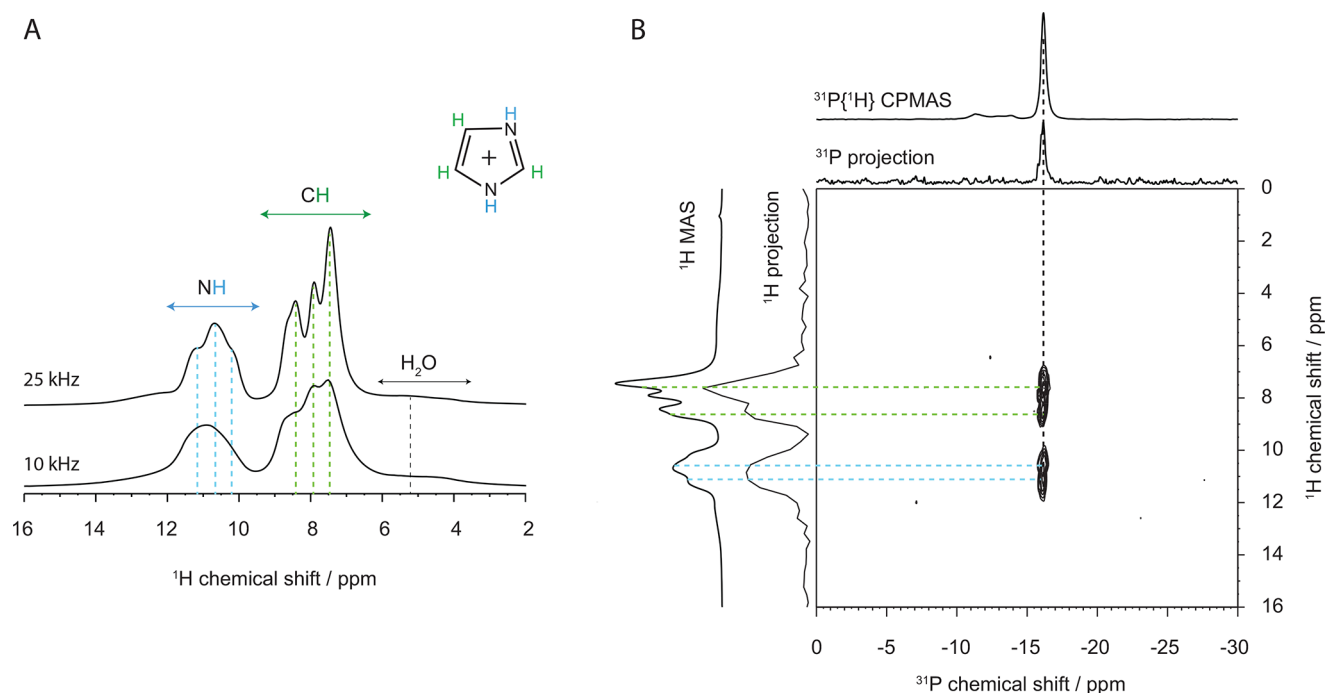 A
H
H
N
H
+
H
N
H
CH
NH
H₂O
25 kHz
10 kHz
16 14 12 10 8 6 4 2
¹H chemical shift / ppm
B
³¹P{¹H} CPMAS
³¹P projection
¹H MAS
¹H projection
0
2
4
6
8
10
12
14
16
¹H chemical shift / ppm
0 -5 -10 -15 -20 -25 -30
³¹P chemical shift / ppm